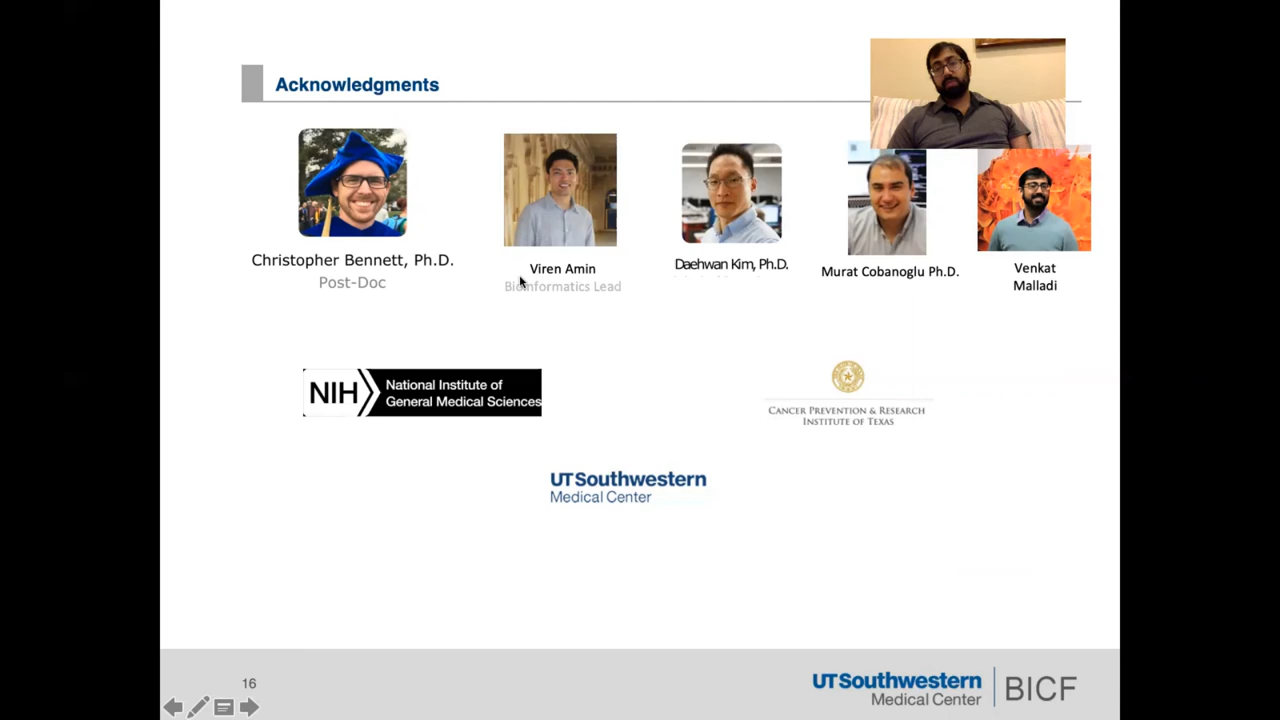 Acknowledgments
Christopher Bennett, Ph.D.
Post-Doc
Viren Amin
Bioinformatics Lead
Daehwan Kim, Ph.D.
Murat Cobanoglu Ph.D.
Venkat
Malladi
NIH
National Institute of
General Medical Sciences
CANCER PREVENTION & RESEARCH
INSTITUTE OF TEXAS
UTSouthwestern
Medical Center
16
UTSouthwestern
Medical Center
BICF